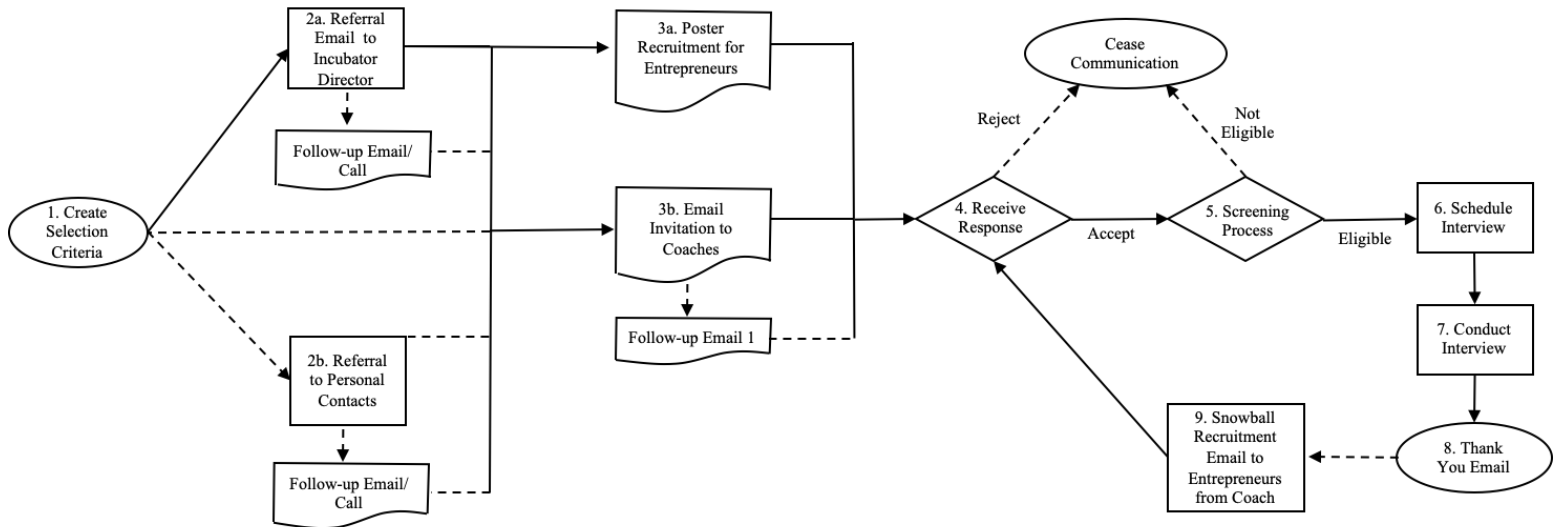 1. Create
Selection
Criteria
2a. Referral
Email to
Incubator
Director
Follow-up Email/
Call
2b. Referral
to Personal
Contacts
Follow-up Email/
Call
3a. Poster
Recruitment for
Entrepreneurs
3b. Email
Invitation to
Coaches
Follow-up Email 1
Cease
Communication
Reject
Not
Eligible
4. Receive
Response
Accept
5. Screening
Process
Eligible
6. Schedule
Interview
7. Conduct
Interview
8. Thank
You Email
9. Snowball
Recruitment
Email to
Entrepreneurs
from Coach